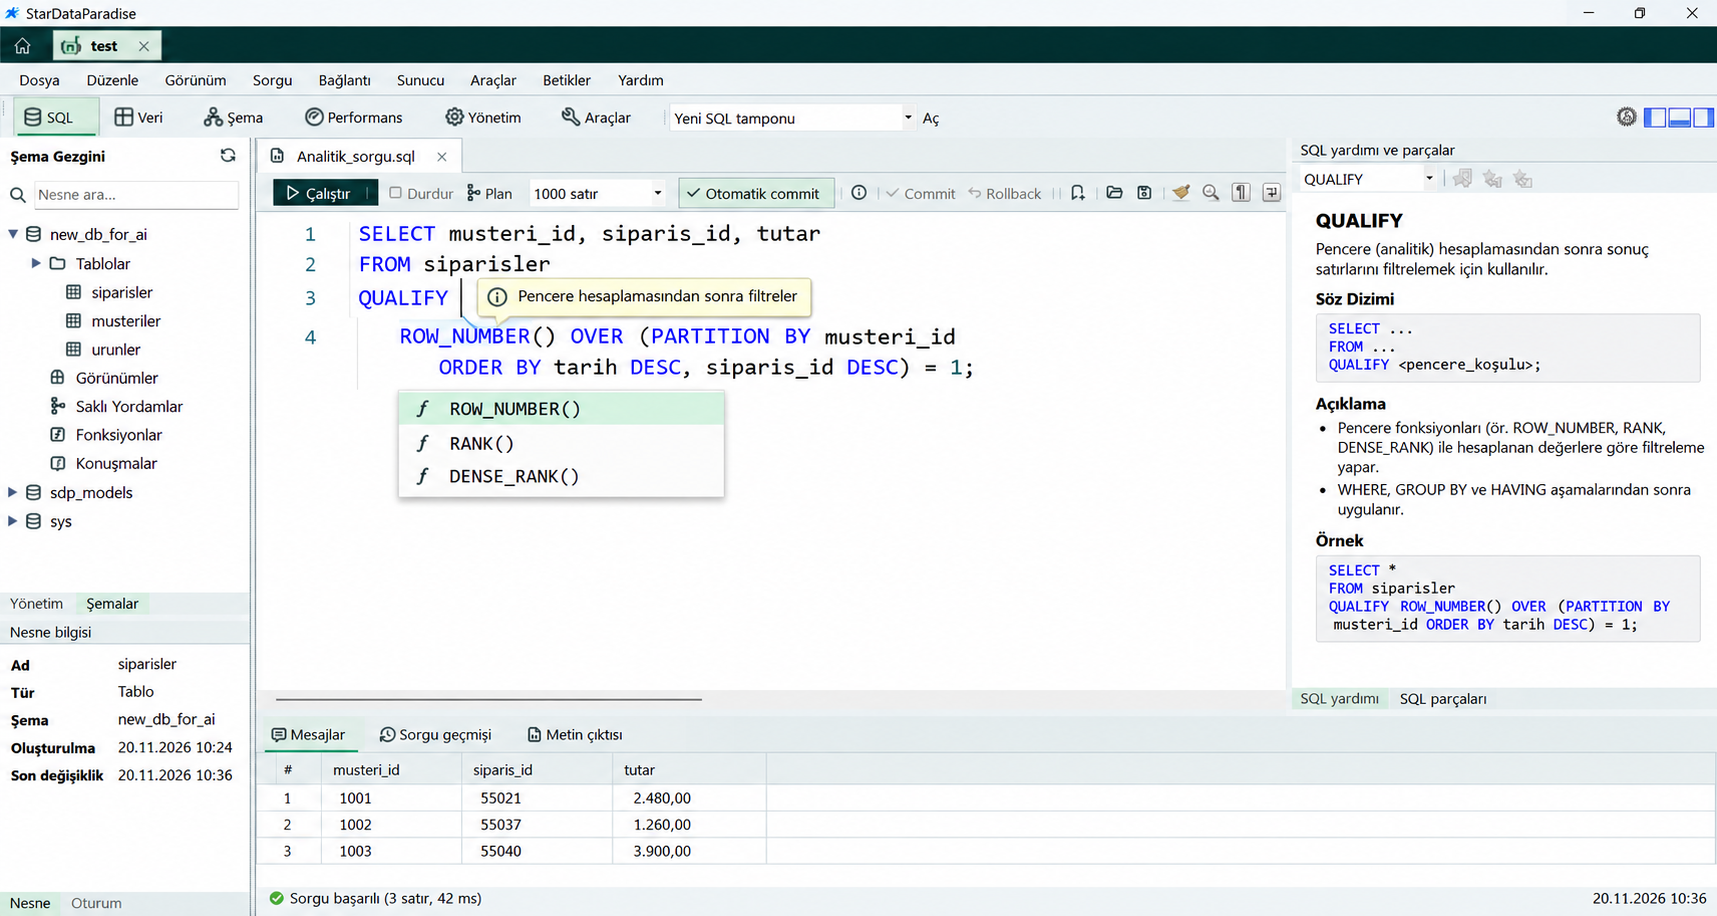 StarDataParadise
test
Dosya Düzenle Görünüm Sorgu Bağlantı Sunucu Araçlar Betikler Yardım
SQL Veri Şema Performans Yönetim Araçlar Yeni SQL tamponu Aç
Şema Gezgini
Nesne ara...
new_db_for_ai
Tablolar
siparisler
musteriler
urunler
Görünümler
Saklı Yordamlar
Fonksiyonlar
Konuşmalar
sdp_models
sys
Yönetim Şemalar
Nesne bilgisi
Ad siparisler
Tür Tablo
Şema new_db_for_ai
Oluşturulma 20.11.2026 10:24
Son değişiklik 20.11.2026 10:36
Nesne Oturum
Analitik_sorgu.sql
Çalıştır Durdur Plan 1000 satır Otomatik commit Commit Rollback
1 SELECT musteri_id, siparis_id, tutar
2 FROM siparisler
3 QUALIFY
Pencere hesaplamasından sonra filtreler
4 ROW_NUMBER() OVER (PARTITION BY musteri_id
ORDER BY tarih DESC, siparis_id DESC) = 1;
f ROW_NUMBER()
f RANK()
f DENSE_RANK()
SQL yardımı ve parçalar
QUALIFY
QUALIFY
Pencere (analitik) hesaplamasından sonra sonuç
satırlarını filtrelemek için kullanılır.
Söz Dizimi
SELECT ...
FROM ...
QUALIFY <pencere_koşulu>;
Açıklama
• Pencere fonksiyonları (ör. ROW_NUMBER, RANK,
DENSE_RANK) ile hesaplanan değerlere göre filtreleme
yapar.
• WHERE, GROUP BY ve HAVING aşamalarından sonra
uygulanır.
Örnek
SELECT *
FROM siparisler
QUALIFY ROW_NUMBER() OVER (PARTITION BY
musteri_id ORDER BY tarih DESC) = 1;
SQL yardımı SQL parçaları
Mesajlar Sorgu geçmişi Metin çıktısı
# musteri_id siparis_id tutar
1 1001 55021 2.480,00
2 1002 55037 1.260,00
3 1003 55040 3.900,00
Sorgu başarılı (3 satır, 42 ms)
20.11.2026 10:36